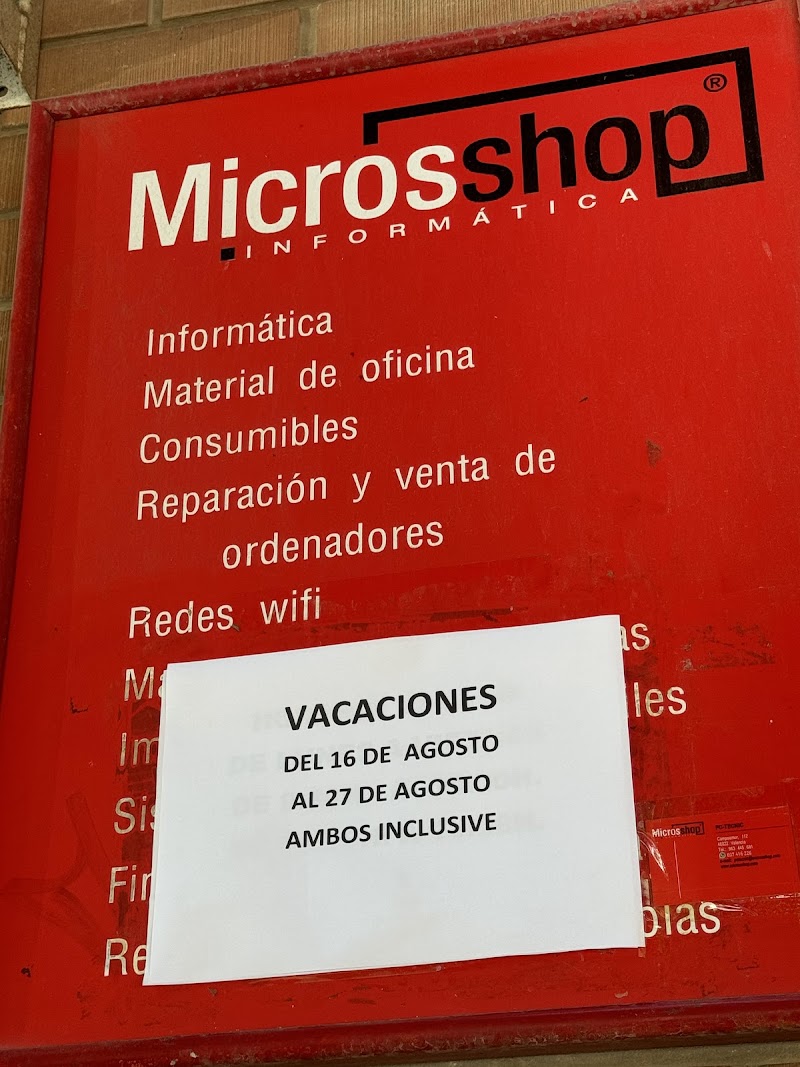 Microsshop®
INFORMÁTICA
Informática
Material de oficina
Consumibles
Reparación y venta de
ordenadores
Redes wifi
VACACIONES
DEL 16 DE AGOSTO
AL 27 DE AGOSTO
AMBOS INCLUSIVE
Microsshop